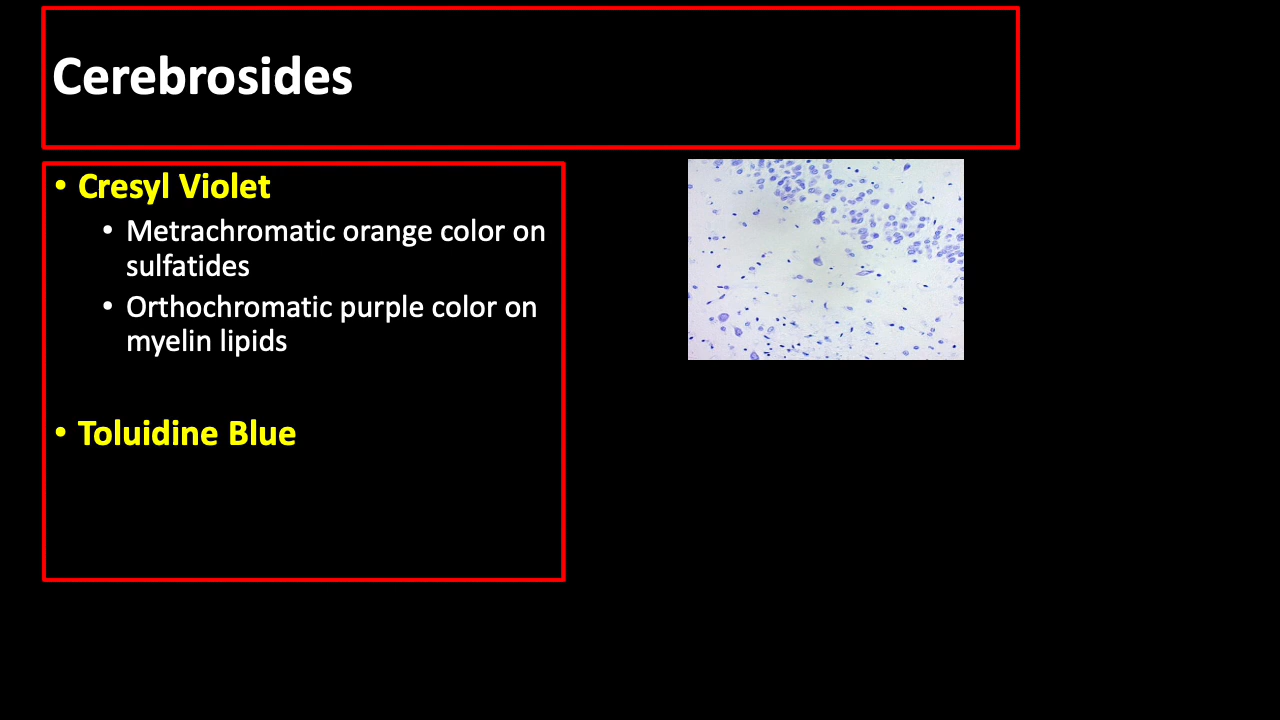 Cerebrosides
• Cresyl Violet
• Metrachromatic orange color on
sulfatides
• Orthochromatic purple color on
myelin lipids
• Toluidine Blue